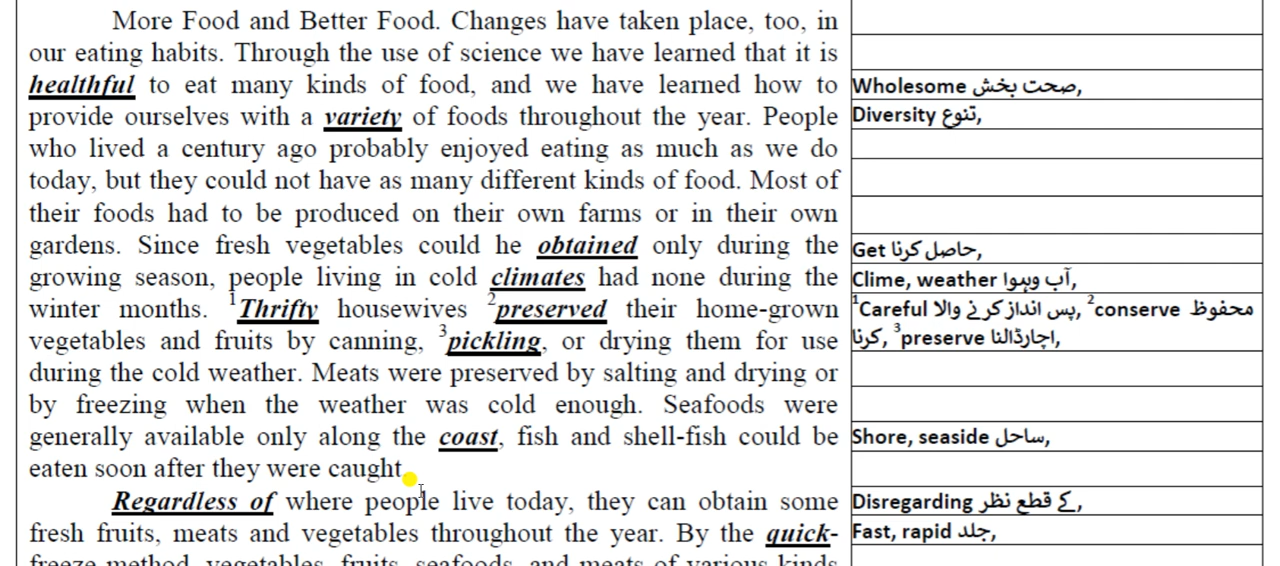 More Food and Better Food. Changes have taken place, too, in
our eating habits. Through the use of science we have learned that it is
healthful to eat many kinds of food, and we have learned how to
provide ourselves with a variety of foods throughout the year. People
who lived a century ago probably enjoyed eating as much as we do
today, but they could not have as many different kinds of food. Most of
their foods had to be produced on their own farms or in their own
gardens. Since fresh vegetables could he obtained only during the
growing season, people living in cold climates had none during the
winter months. ¹Thrifty housewives ²preserved their home-grown
vegetables and fruits by canning, ³pickling, or drying them for use
during the cold weather. Meats were preserved by salting and drying or
by freezing when the weather was cold enough. Seafoods were
generally available only along the coast, fish and shell-fish could be
eaten soon after they were caught
Regardless of where people live today, they can obtain some
fresh fruits, meats and vegetables throughout the year. By the quick-
freeze method, vegetables, fruits, seafoods, and meats of various kinds
Wholesome صحت بخش,
Diversity تنوع,
Get حاصل کرنا,
Clime, weather آب وہوا,
¹Careful پس انداز کرنے والا, ²conserve محفوظ
کرنا, ³preserve اچارڈالنا,
Shore, seaside ساحل,
Disregarding کے قطع نظر,
Fast, rapid جلد,